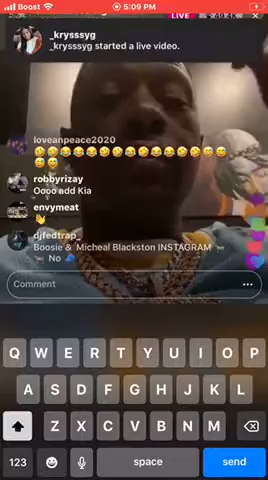 Boost
5:09 PM
LIVE
_krysssyg
_krysssyg started a live video.
loveanpeace2020
🤣🤣😂😂😂🤣🤣😂🤣😂😂🤣🤣🤣😅😅
😅😅
robbyrizay
Oooo add Kia
envymeat
👋
djfedtrap_
Boosie & Micheal Blackston INSTAGRAM
No 🧢
Comment
Q W E R T Y U I O P
A S D F G H J K L
Z X C V B N M
123 space send